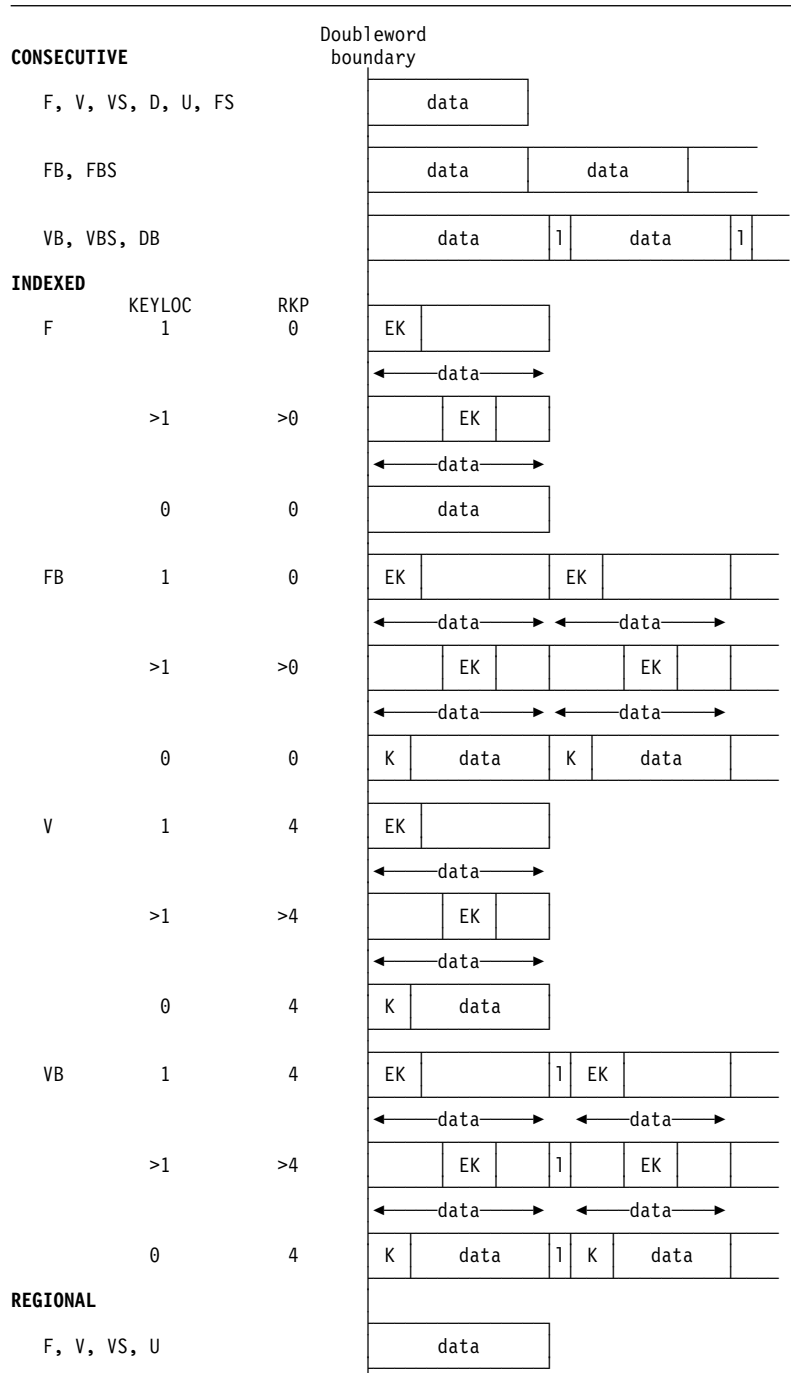 Doubleword
CONSECUTIVE boundary
F, V, VS, D, U, FS data
FB, FBS data data
VB, VBS, DB data l data l
INDEXED
KEYLOC RKP
F 1 0 EK
data
>1 >0 EK
data
0 0 data
FB 1 0 EK EK
data data
>1 >0 EK EK
data data
0 0 K data K data
V 1 4 EK
data
>1 >4 EK
data
0 4 K data
VB 1 4 EK l EK
data data
>1 >4 EK l EK
data data
0 4 K data l K data
REGIONAL
F, V, VS, U data